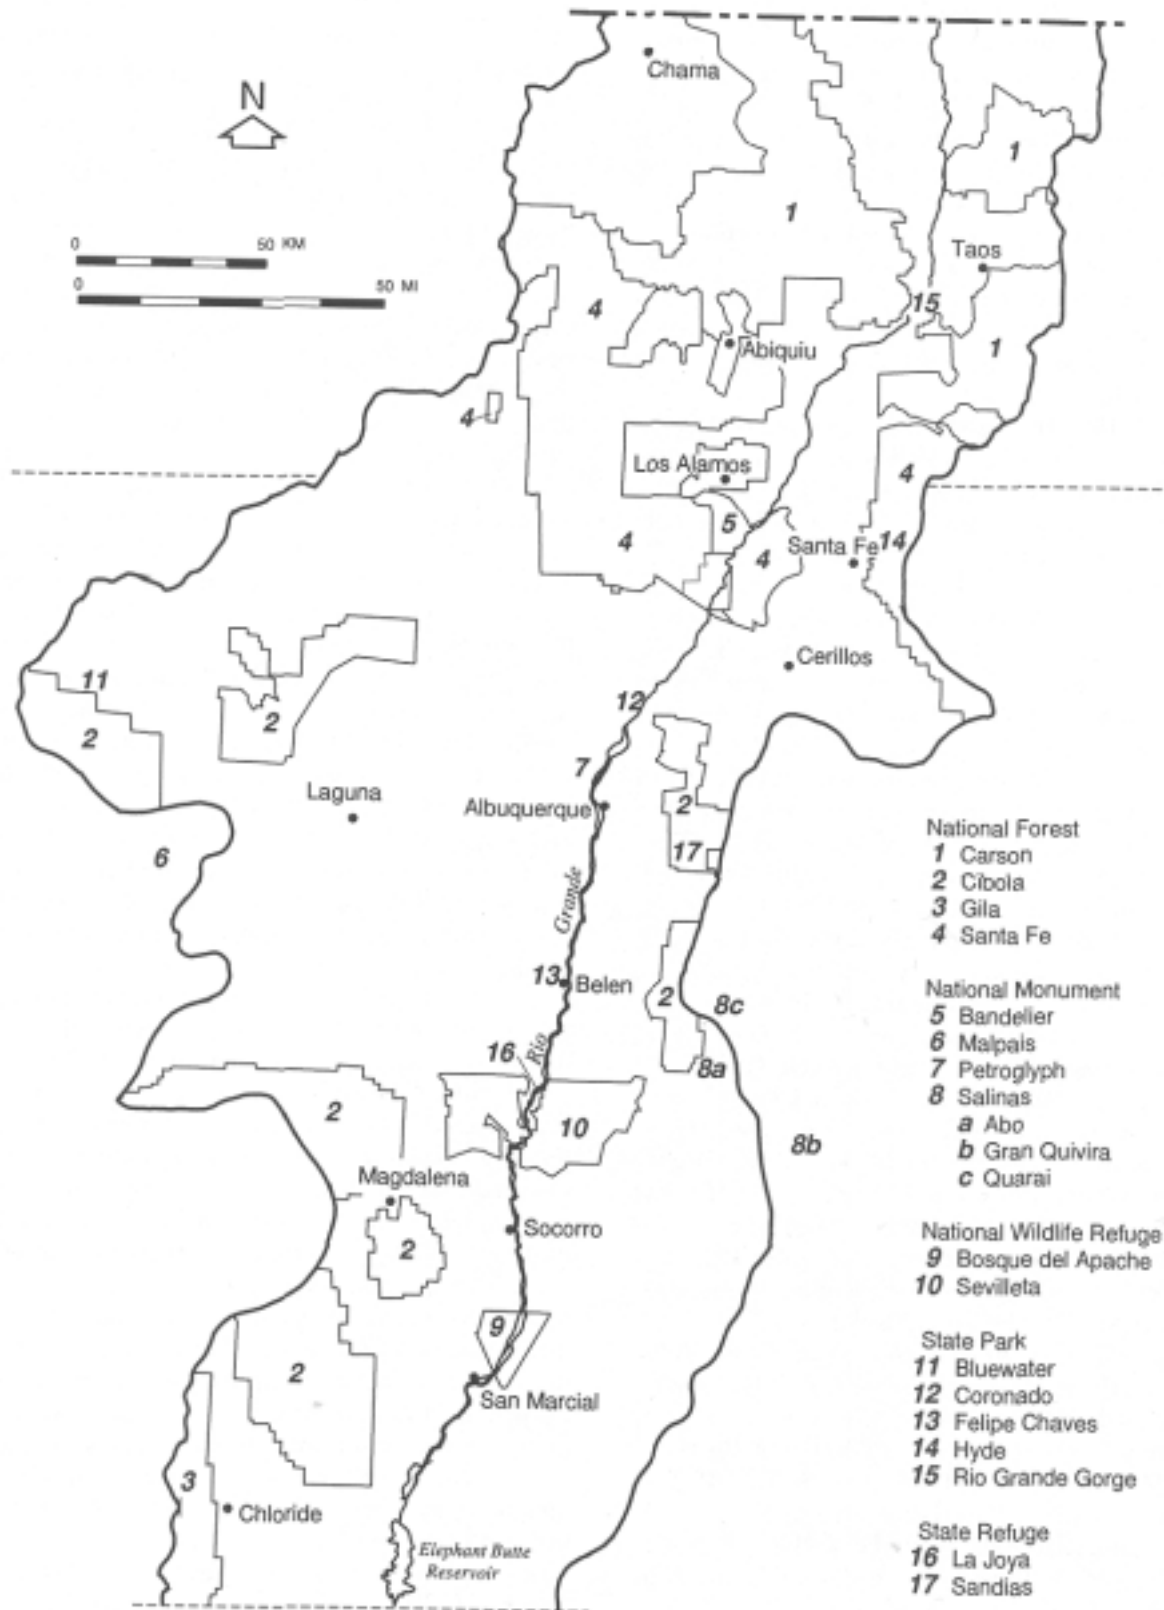 Chama
N
1
1
0 50 KM
Taos
0 50 MI
4
15
Abiquiu
1
4
Los Alamos
4
5
4
4
Santa Fe
14
Cerillos
11
12
2
2
7
Laguna
Albuquerque
2
6
17
Grande
13
Belen
2
8c
16
Rio
8a
2
10
8b
Magdalena
Socorro
2
9
2
San Marcial
3
Chloride
Elephant Butte
Reservoir
National Forest
1 Carson
2 Cibola
3 Gila
4 Santa Fe
National Monument
5 Bandelier
6 Malpais
7 Petroglyph
8 Salinas
a Abo
b Gran Quivira
c Quarai
National Wildlife Refuge
9 Bosque del Apache
10 Sevilleta
State Park
11 Bluewater
12 Coronado
13 Felipe Chaves
14 Hyde
15 Rio Grande Gorge
State Refuge
16 La Joya
17 Sandias